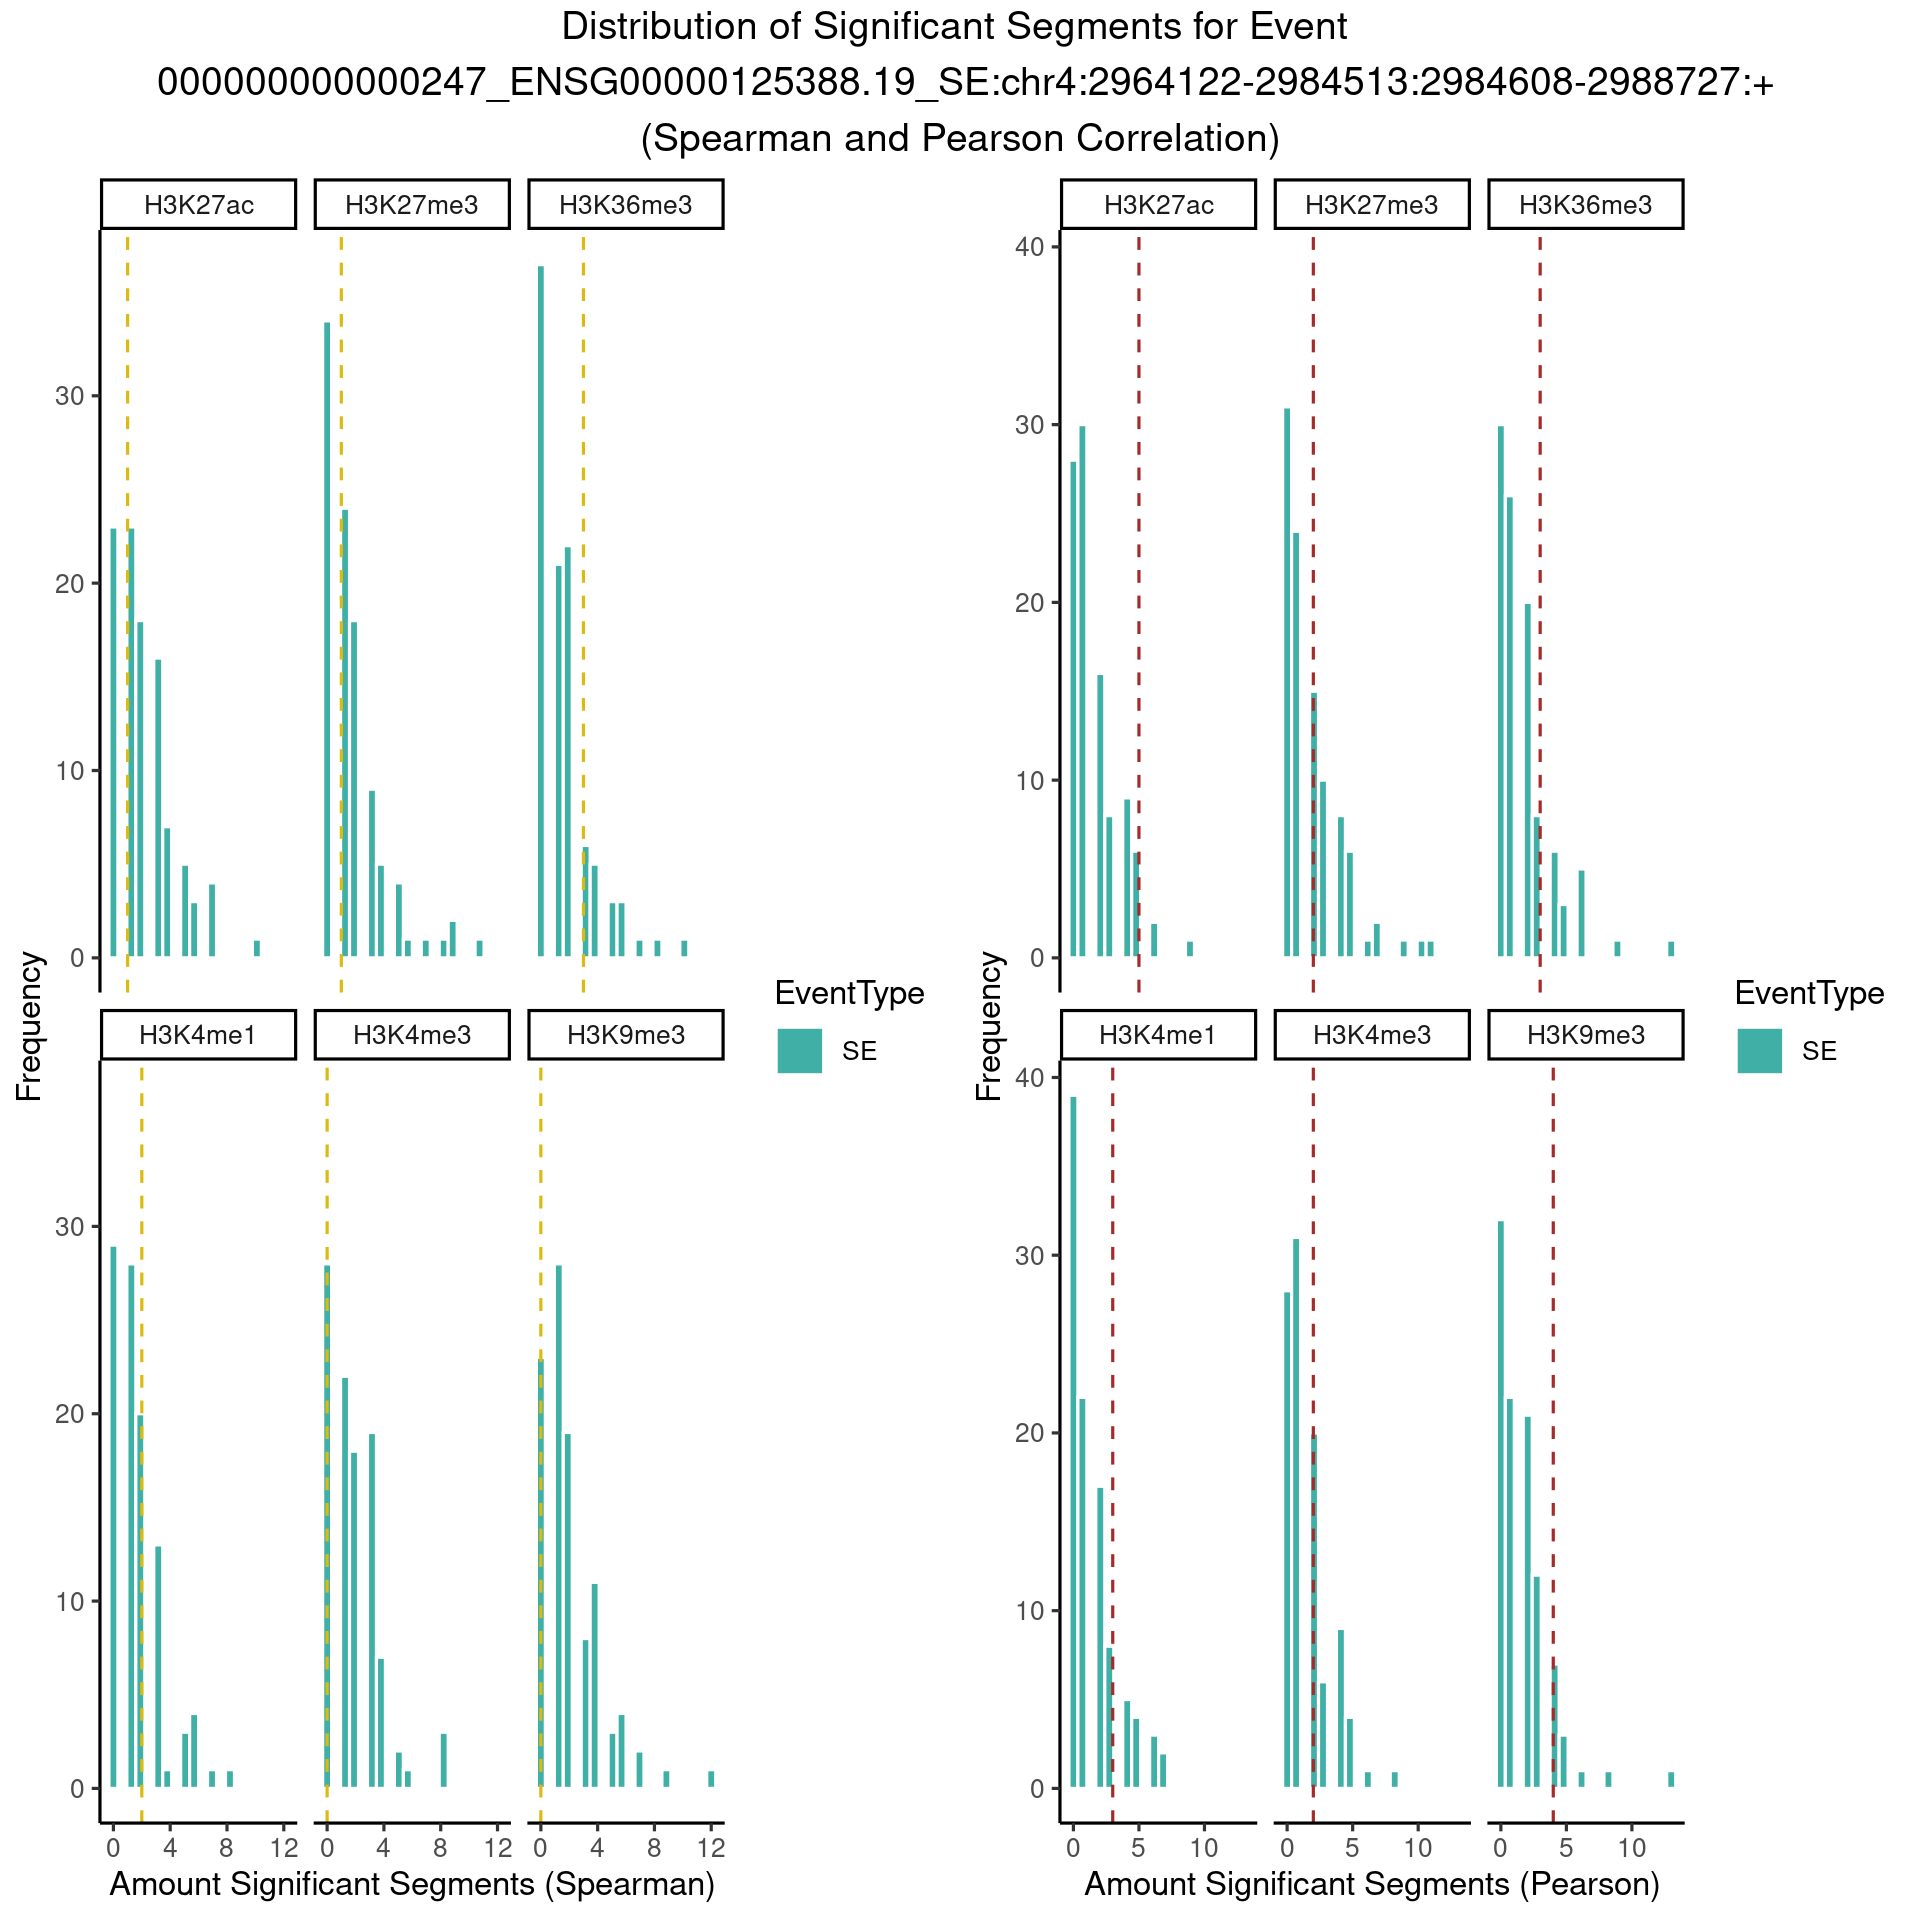 Distribution of Significant Segments for Event
000000000000247_ENSG00000125388.19_SE:chr4:2964122-2984513:2984608-2988727:+
(Spearman and Pearson Correlation)
H3K27ac
H3K27me3
H3K36me3
30
20
10
0
H3K4me1
H3K4me3
H3K9me3
30
20
10
0
0 4 8 12
0 4 8 12
0 4 8 12
Frequency
Amount Significant Segments (Spearman)
EventType
SE
H3K27ac
H3K27me3
H3K36me3
40
30
20
10
0
H3K4me1
H3K4me3
H3K9me3
40
30
20
10
0
0 5 10
0 5 10
0 5 10
Frequency
Amount Significant Segments (Pearson)
EventType
SE